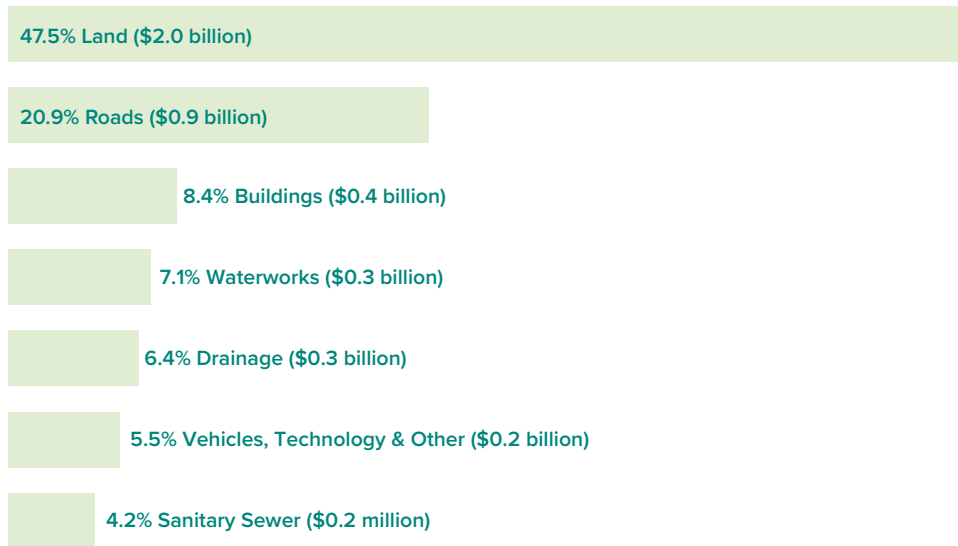 47.5% Land ($2.0 billion)
20.9% Roads ($0.9 billion)
8.4% Buildings ($0.4 billion)
7.1% Waterworks ($0.3 billion)
6.4% Drainage ($0.3 billion)
5.5% Vehicles, Technology & Other ($0.2 billion)
4.2% Sanitary Sewer ($0.2 million)